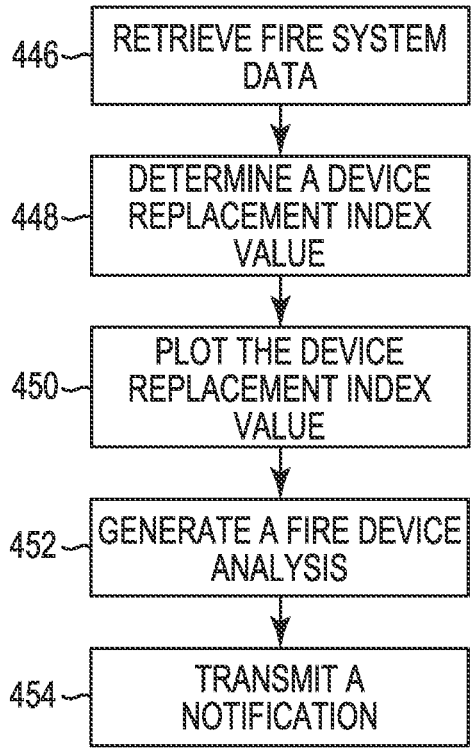 446
RETRIEVE FIRE SYSTEM
DATA
448
DETERMINE A DEVICE
REPLACEMENT INDEX
VALUE
450
PLOT THE DEVICE
REPLACEMENT INDEX
VALUE
452
GENERATE A FIRE DEVICE
ANALYSIS
454
TRANSMIT A
NOTIFICATION